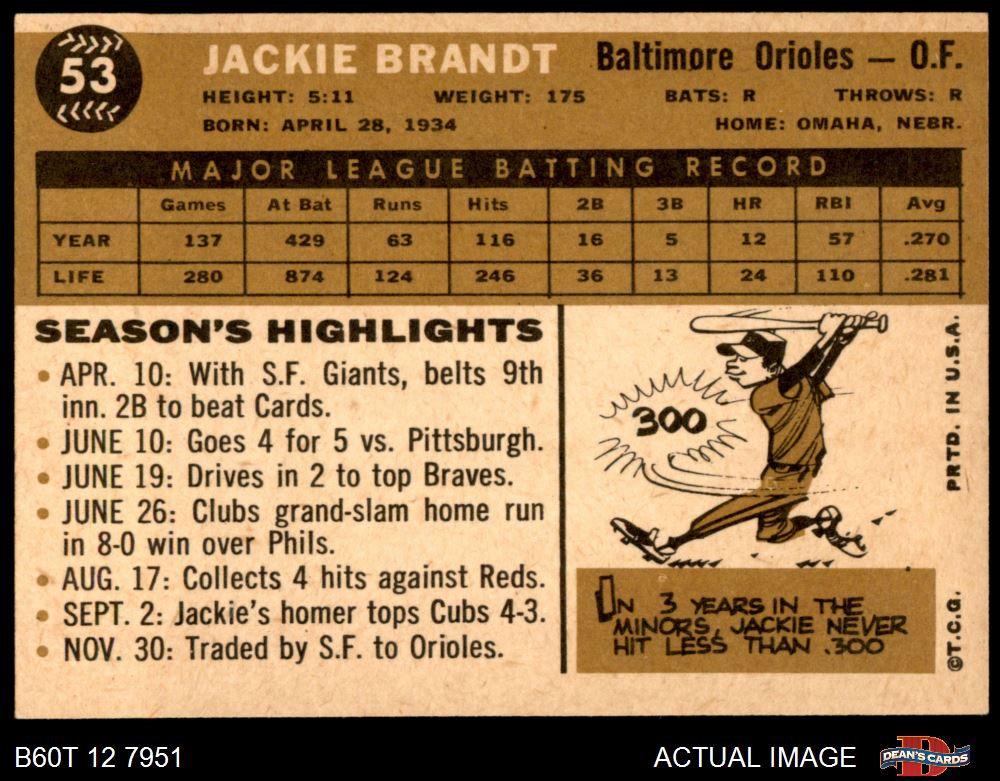 53
JACKIE BRANDT
Baltimore Orioles — O.F.
HEIGHT: 5:11 WEIGHT: 175 BATS: R THROWS: R
BORN: APRIL 28, 1934 HOME: OMAHA, NEBR.
MAJOR LEAGUE BATTING RECORD
Games At Bat Runs Hits 2B 3B HR RBI Avg
YEAR 137 429 63 116 16 5 12 57 .270
LIFE 280 874 124 246 36 13 24 110 .281
SEASON'S HIGHLIGHTS
• APR. 10: With S.F. Giants, belts 9th
inn. 2B to beat Cards.
• JUNE 10: Goes 4 for 5 vs. Pittsburgh.
• JUNE 19: Drives in 2 to top Braves.
• JUNE 26: Clubs grand-slam home run
in 8-0 win over Phils.
• AUG. 17: Collects 4 hits against Reds.
• SEPT. 2: Jackie's homer tops Cubs 4-3.
• NOV. 30: Traded by S.F. to Orioles.
300
IN 3 YEARS IN THE
MINORS, JACKIE NEVER
HIT LESS THAN .300
PRTD. IN U.S.A.
©T.C.G.
B60T 12 7951
ACTUAL IMAGE
D
DEAN'S CARDS